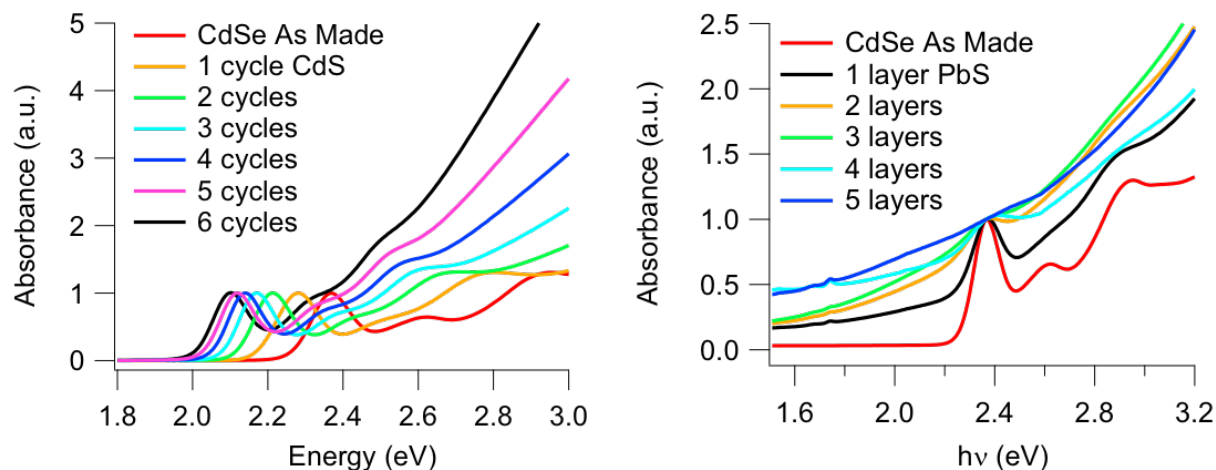 5
4
3
2
1
0
Absorbance (a.u.)
CdSe As Made
1 cycle CdS
2 cycles
3 cycles
4 cycles
5 cycles
6 cycles
1.8 2.0 2.2 2.4 2.6 2.8 3.0
Energy (eV)
2.5
2.0
1.5
1.0
0.5
0.0
Absorbance (a.u.)
CdSe As Made
1 layer PbS
2 layers
3 layers
4 layers
5 layers
1.6 2.0 2.4 2.8 3.2
hν (eV)